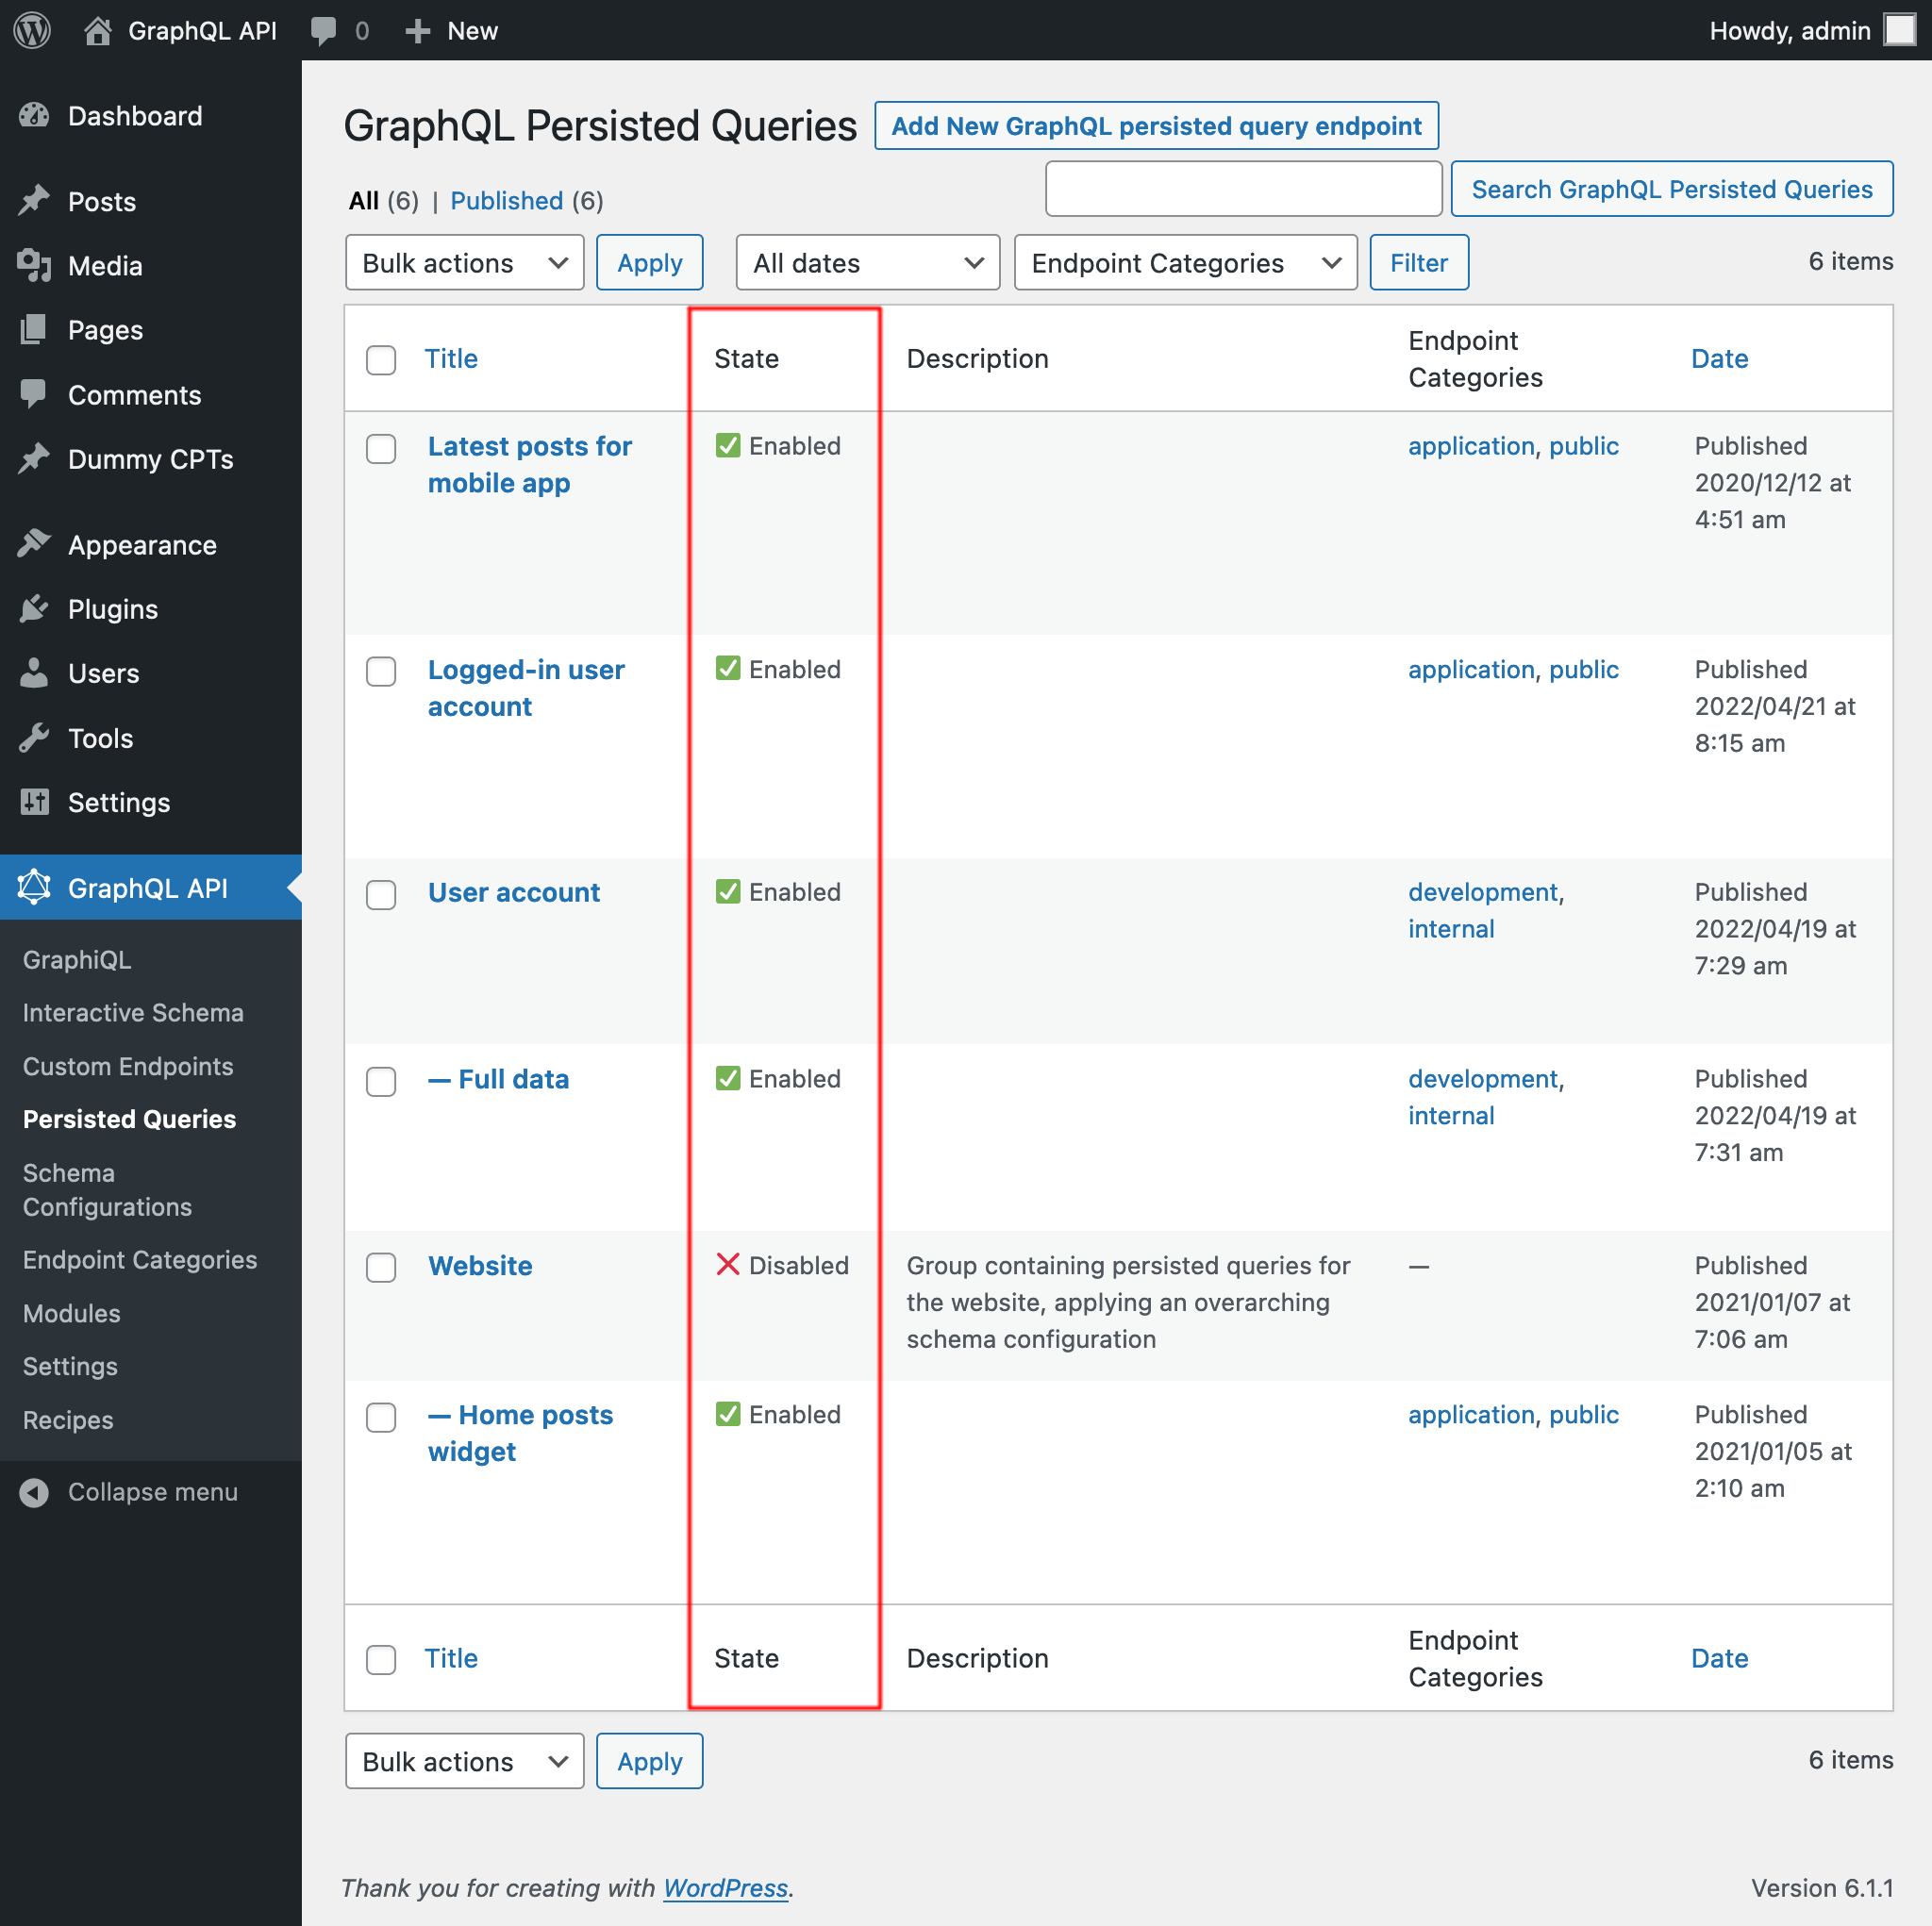 GraphQL API 0 New Howdy, admin
Dashboard
Posts
Media
Pages
Comments
Dummy CPTs
Appearance
Plugins
Users
Tools
Settings
GraphQL API
GraphiQL
Interactive Schema
Custom Endpoints
Persisted Queries
Schema
Configurations
Endpoint Categories
Modules
Settings
Recipes
Collapse menu
GraphQL Persisted Queries Add New GraphQL persisted query endpoint
All (6) | Published (6) Search GraphQL Persisted Queries
Bulk actions Apply All dates Endpoint Categories Filter 6 items
Title State Description Endpoint Date
Categories
Latest posts for ✅ Enabled application, public Published
mobile app 2020/12/12 at
4:51 am
Logged-in user ✅ Enabled application, public Published
account 2022/04/21 at
8:15 am
User account ✅ Enabled development, Published
internal 2022/04/19 at
7:29 am
— Full data ✅ Enabled development, Published
internal 2022/04/19 at
7:31 am
Website ❌ Disabled Group containing persisted queries for — Published
the website, applying an overarching 2021/01/07 at
schema configuration 7:06 am
— Home posts ✅ Enabled application, public Published
widget 2021/01/05 at
2:10 am
Title State Description Endpoint Date
Categories
Bulk actions Apply 6 items
Thank you for creating with WordPress. Version 6.1.1